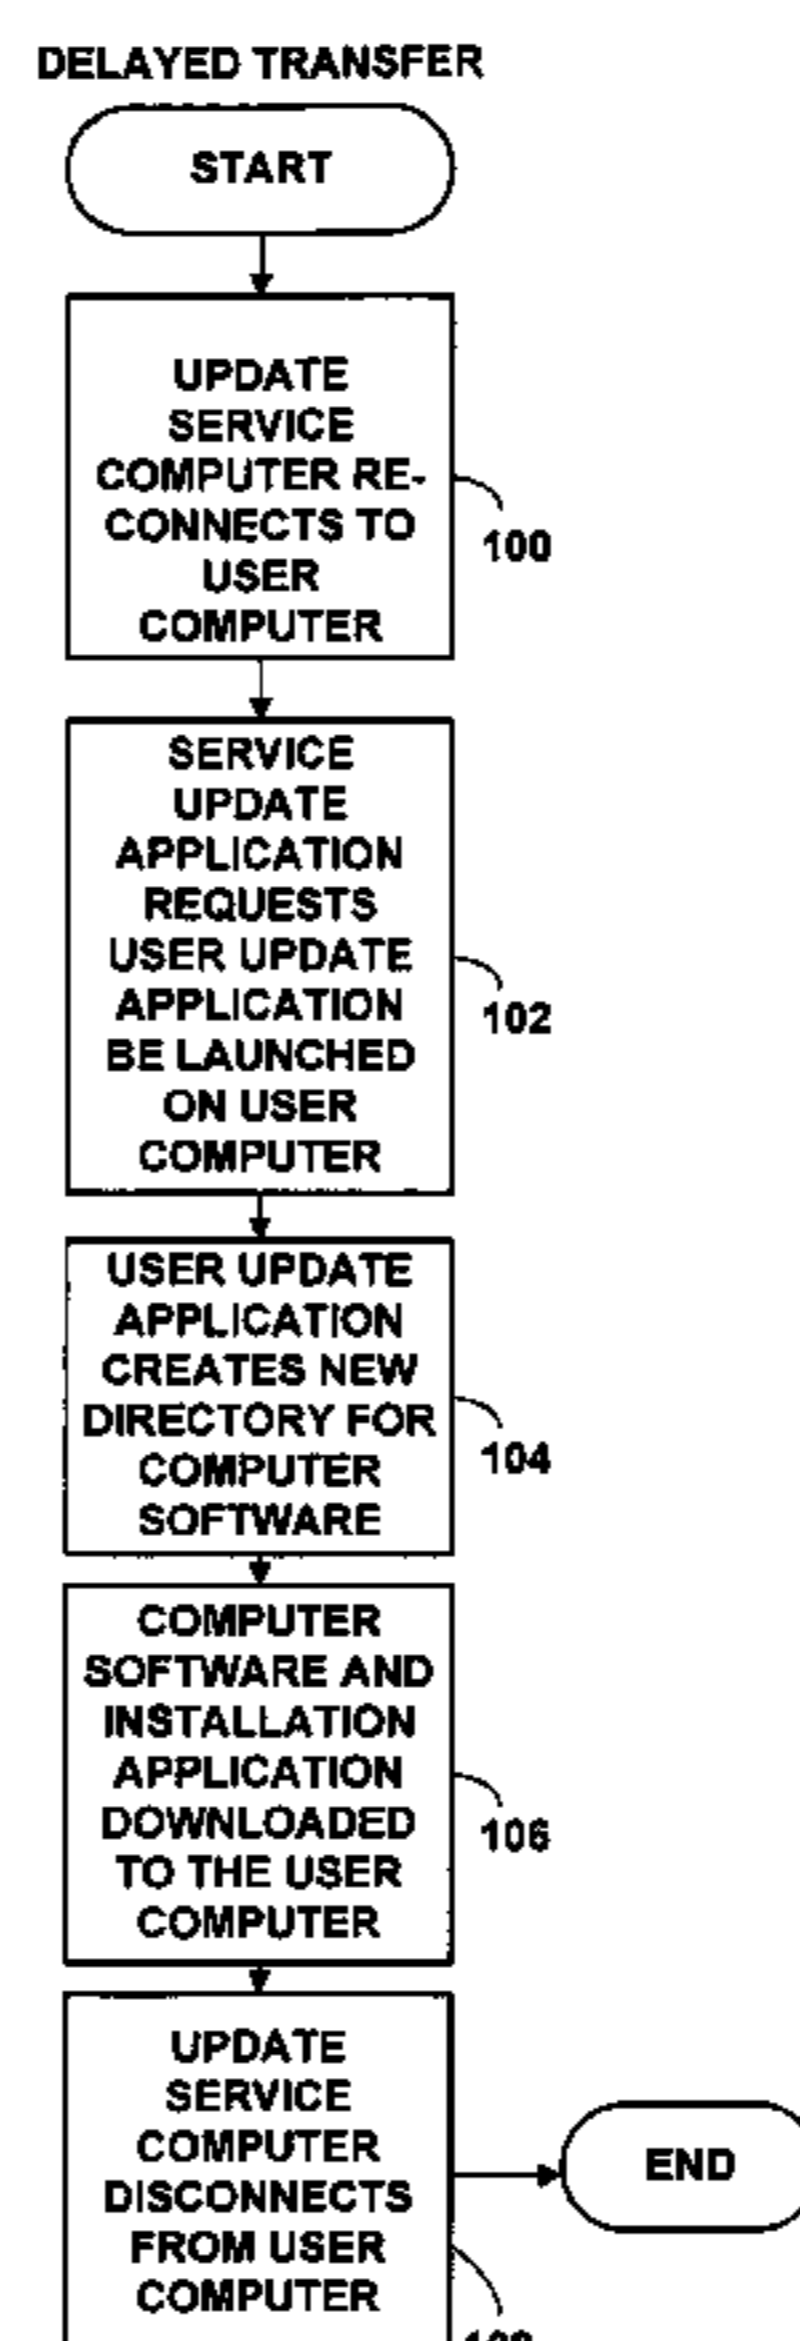 DELAYED TRANSFER
START
UPDATE
SERVICE
COMPUTER RE-
CONNECTS TO
USER
COMPUTER
100
SERVICE
UPDATE
APPLICATION
REQUESTS
USER UPDATE
APPLICATION
BE LAUNCHED
ON USER
COMPUTER
102
USER UPDATE
APPLICATION
CREATES NEW
DIRECTORY FOR
COMPUTER
SOFTWARE
104
COMPUTER
SOFTWARE AND
INSTALLATION
APPLICATION
DOWNLOADED
TO THE USER
COMPUTER
106
UPDATE
SERVICE
COMPUTER
DISCONNECTS
FROM USER
COMPUTER
END